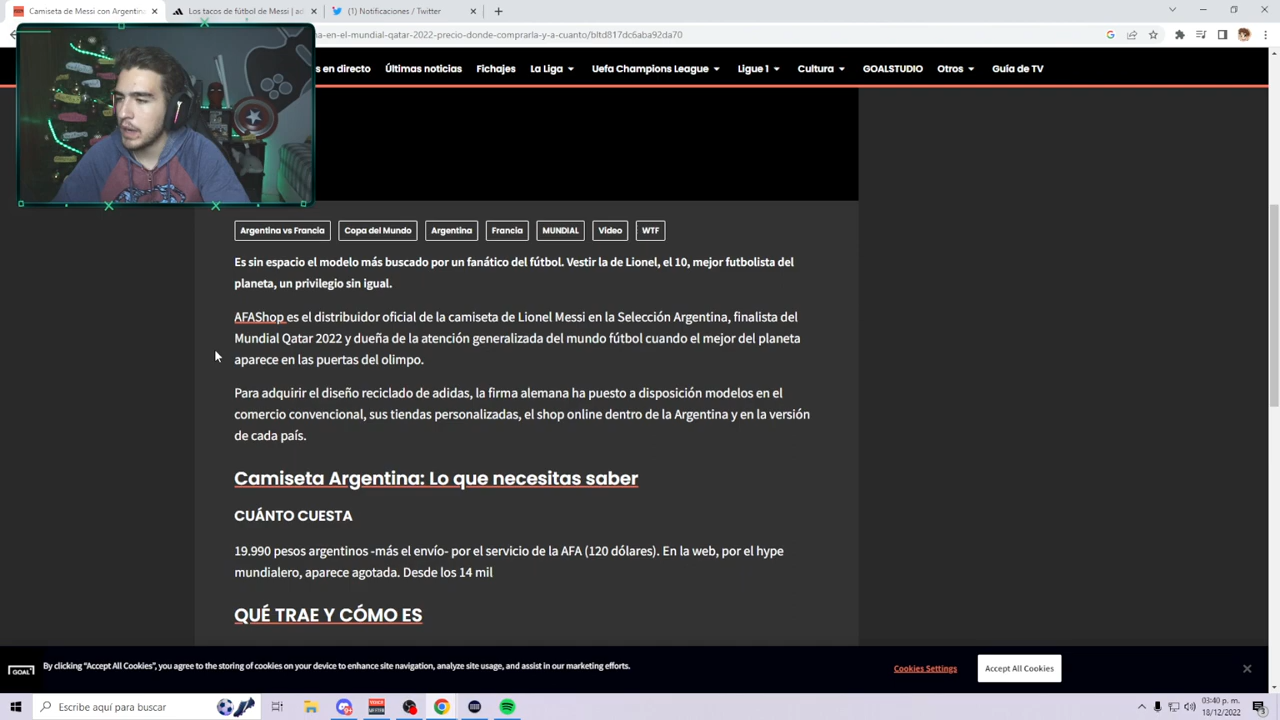 Camiseta de Messi con Argentina
Los tacos de fútbol de Messi | ad
(1) Notificaciones / Twitter
a-en-el-mundial-qatar-2022-precio-donde-comprarla-y-a-cuanto/bltd817dc6aba92da70
s en directo
Últimas noticias
Fichajes
La Liga
Uefa Champions League
Ligue 1
Cultura
GOALSTUDIO
Otros
Guía de TV
Argentina vs Francia
Copa del Mundo
Argentina
Francia
MUNDIAL
Video
WTF
Es sin espacio el modelo más buscado por un fanático del fútbol. Vestir la de Lionel, el 10, mejor futbolista del
planeta, un privilegio sin igual.
AFAShop es el distribuidor oficial de la camiseta de Lionel Messi en la Selección Argentina, finalista del
Mundial Qatar 2022 y dueña de la atención generalizada del mundo fútbol cuando el mejor del planeta
aparece en las puertas del olimpo.
Para adquirir el diseño reciclado de adidas, la firma alemana ha puesto a disposición modelos en el
comercio convencional, sus tiendas personalizadas, el shop online dentro de la Argentina y en la versión
de cada país.
Camiseta Argentina: Lo que necesitas saber
CUÁNTO CUESTA
19.990 pesos argentinos -más el envío- por el servicio de la AFA (120 dólares). En la web, por el hype
mundialero, aparece agotada. Desde los 14 mil
QUÉ TRAE Y CÓMO ES
GOAL
By clicking “Accept All Cookies”, you agree to the storing of cookies on your device to enhance site navigation, analyze site usage, and assist in our marketing efforts.
Cookies Settings
Accept All Cookies
Escribe aquí para buscar
03:40 p. m.
18/12/2022